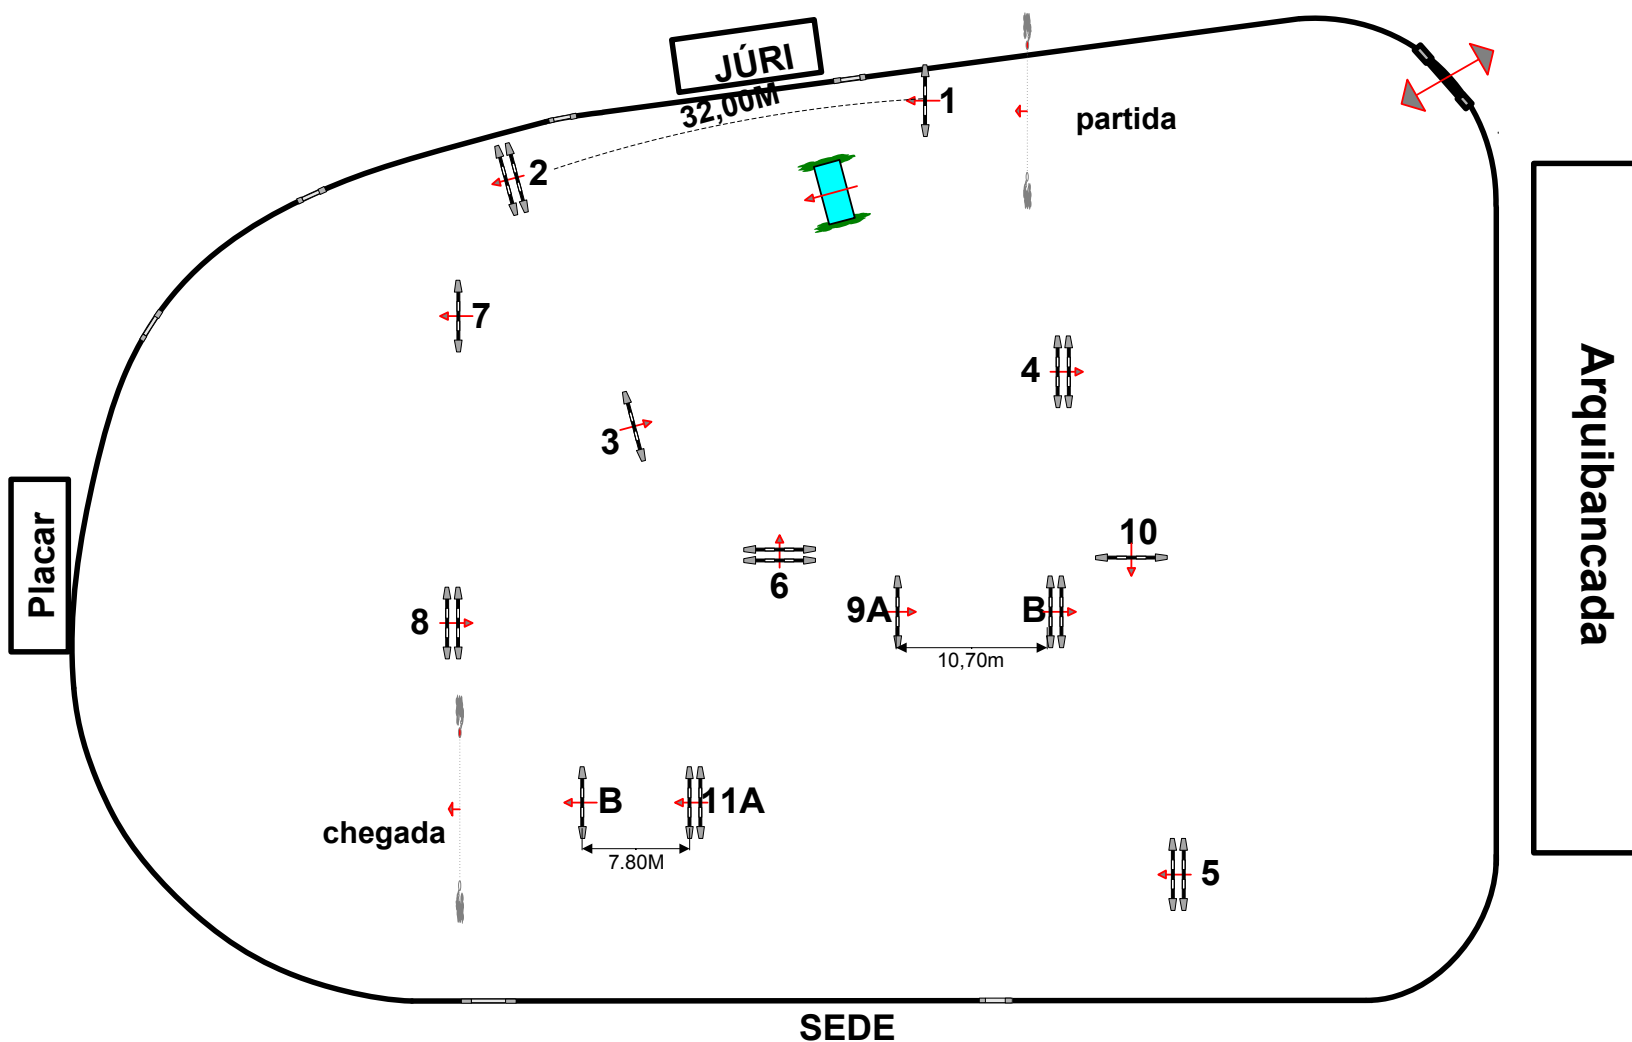 JÚRI
32,00M
1
partida
2
7
4
3
Arquibancada
Placar
10
6
9A
B
8
10,70m
B
11A
chegada
7.80M
5
SEDE